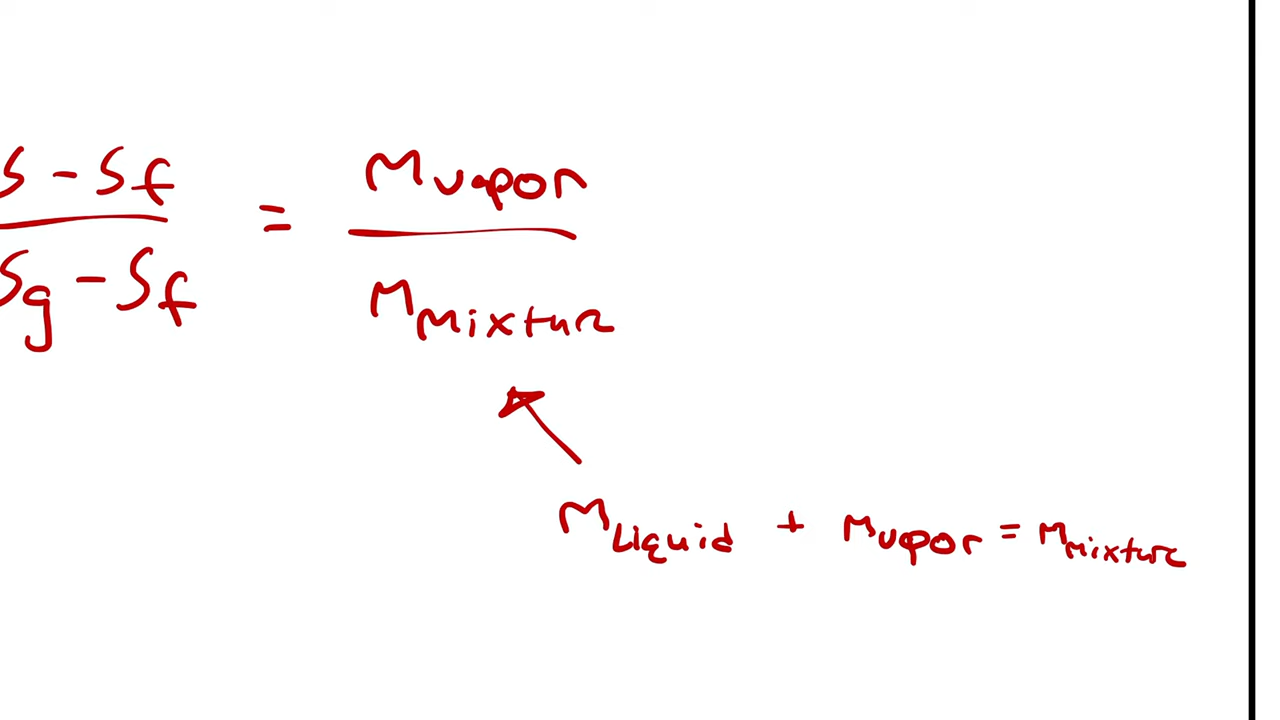 S - Sf / Sg - Sf = Mvapor / Mmixture
MLiquid + Mvapor = Mmixture